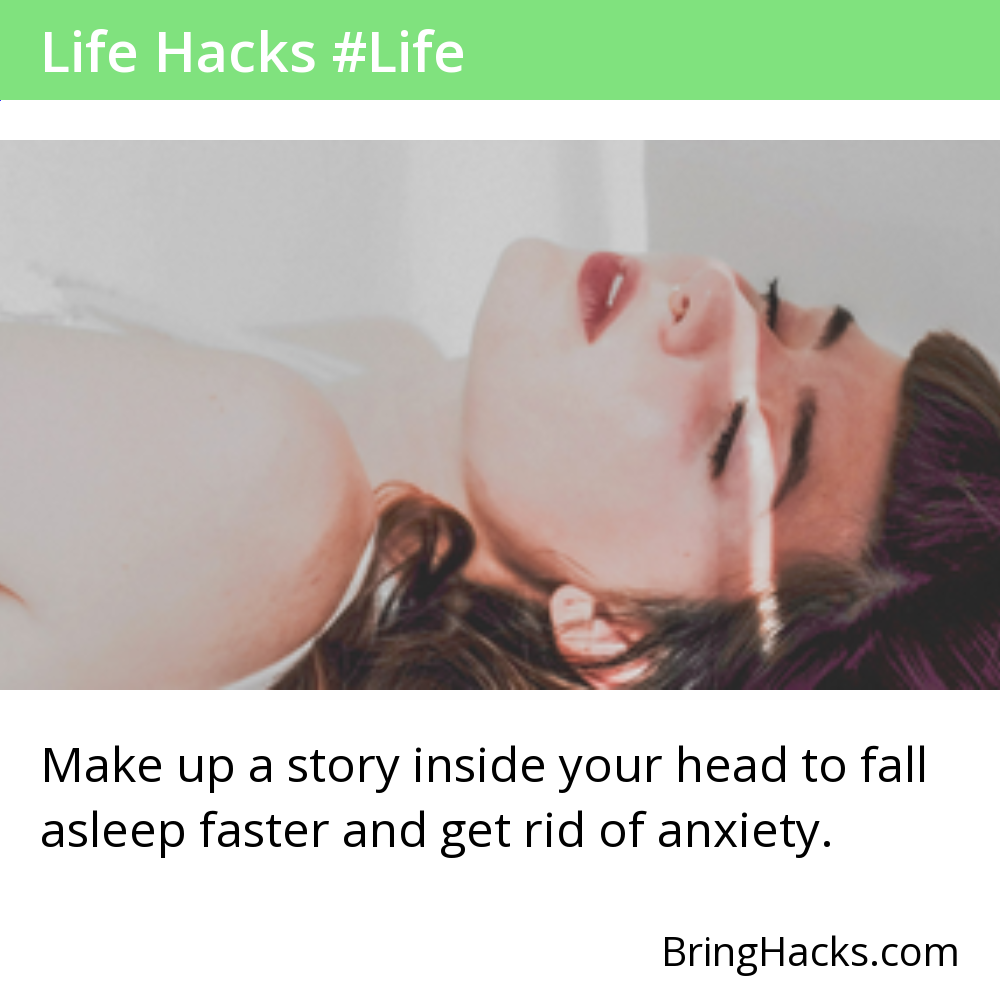 Life Hacks #Life
Make up a story inside your head to fall
asleep faster and get rid of anxiety.
BringHacks.com